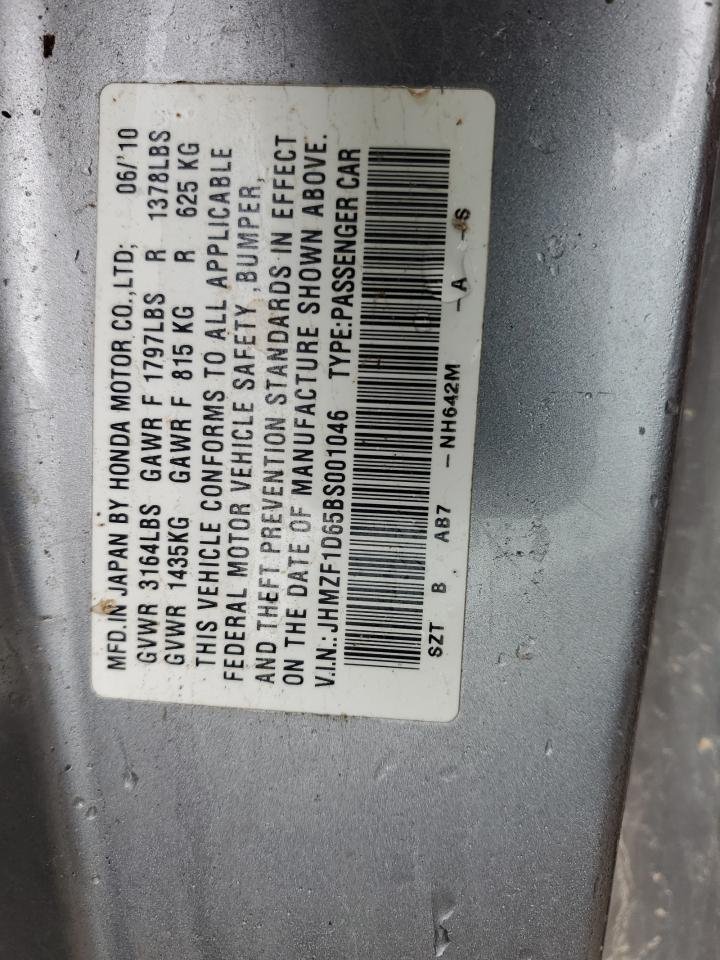 MFD.IN JAPAN BY HONDA MOTOR CO.,LTD; 06/'10
GVWR 3164LBS GAWR F 1797LBS R 1378LBS
GVWR 1435KG GAWR F 815 KG R 625 KG
THIS VEHICLE CONFORMS TO ALL APPLICABLE
FEDERAL MOTOR VEHICLE SAFETY ,BUMPER,
AND THEFT PREVENTION STANDARDS IN EFFECT
ON THE DATE OF MANUFACTURE SHOWN ABOVE.
V.I.N.:JHMZF1D65BS001046 TYPE:PASSENGER CAR
SZT B AB7 - NH642M - A - S